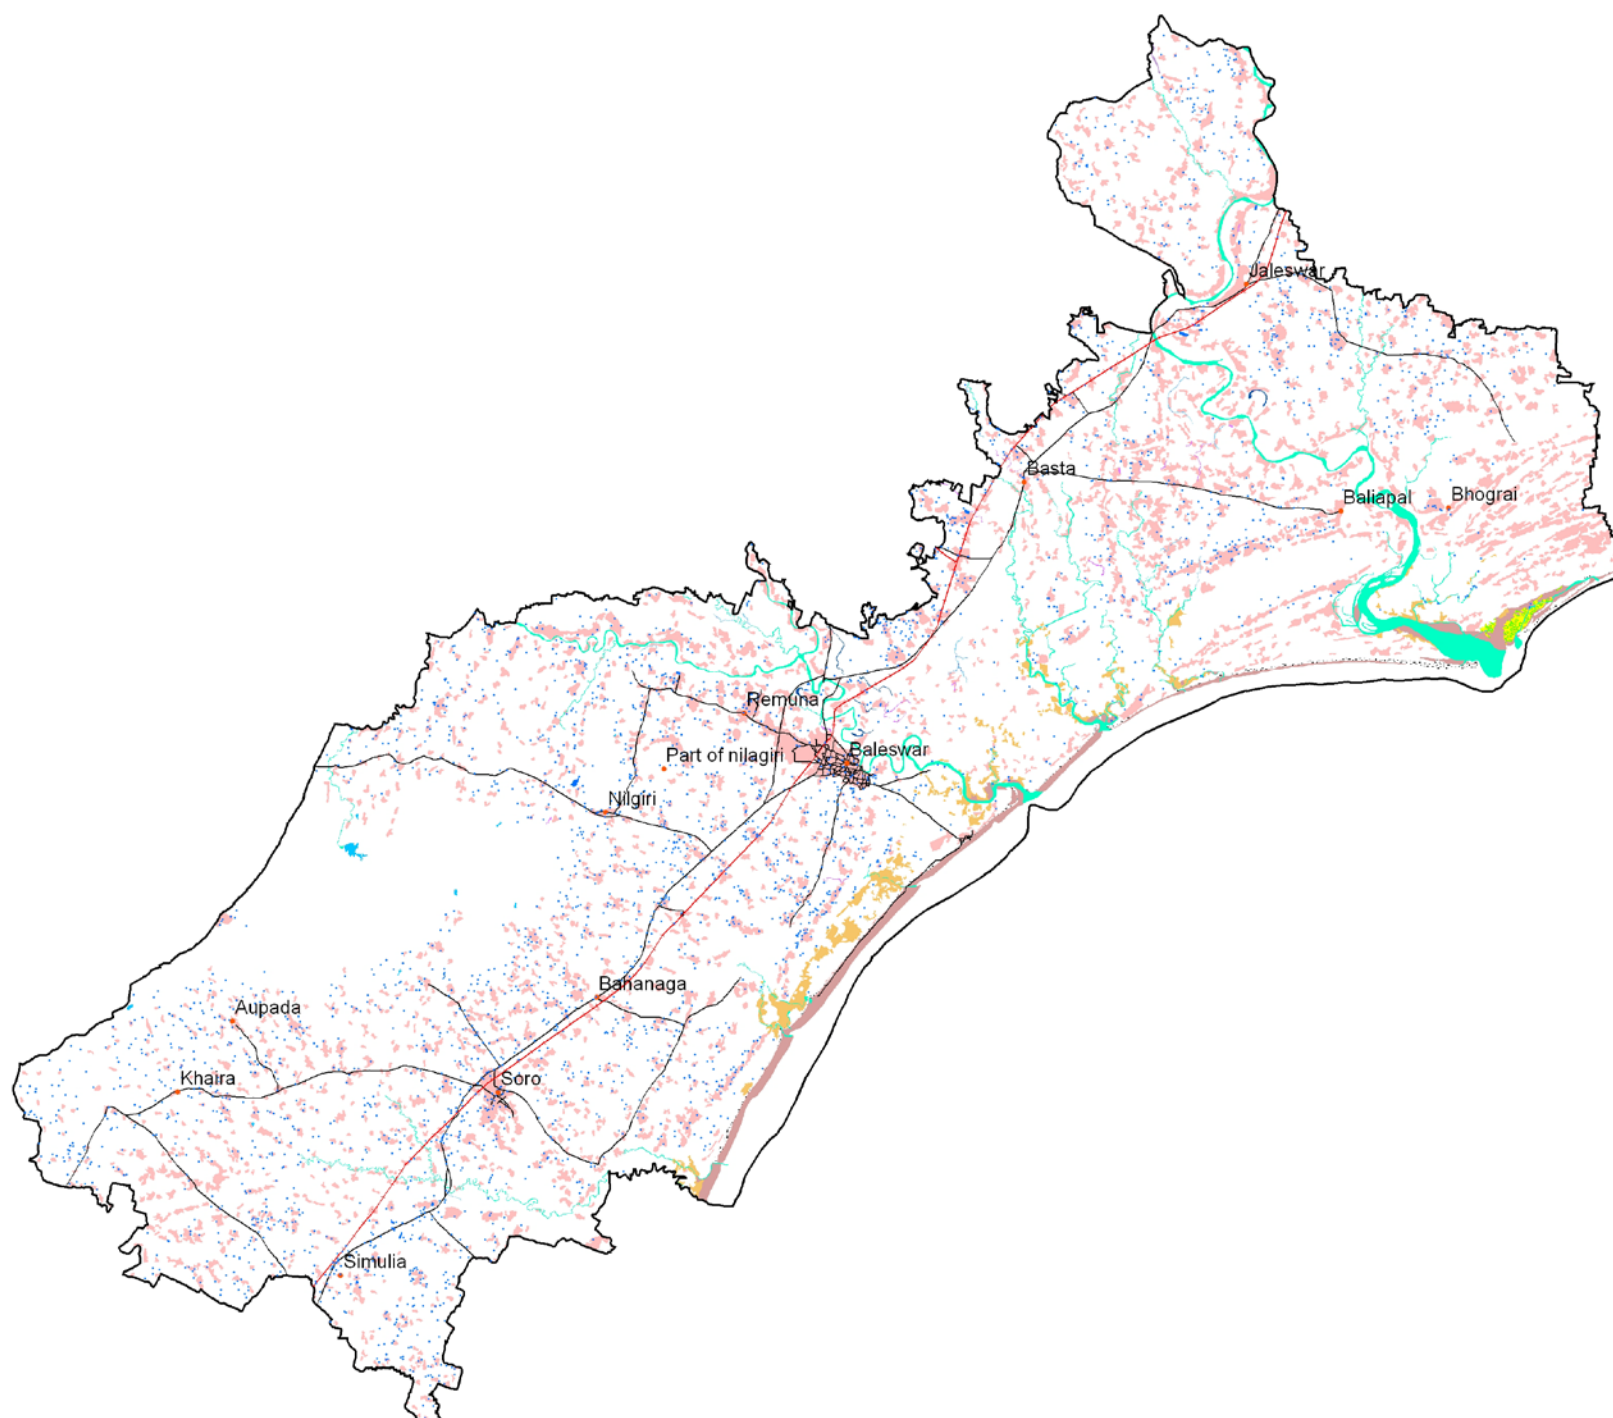 Jaleswar
Basta
Baliapal
Bhograi
Remuna
Part of nilagiri
Baleswar
Nilgiri
Bahanaga
Aupada
Khaira
Soro
Simulia